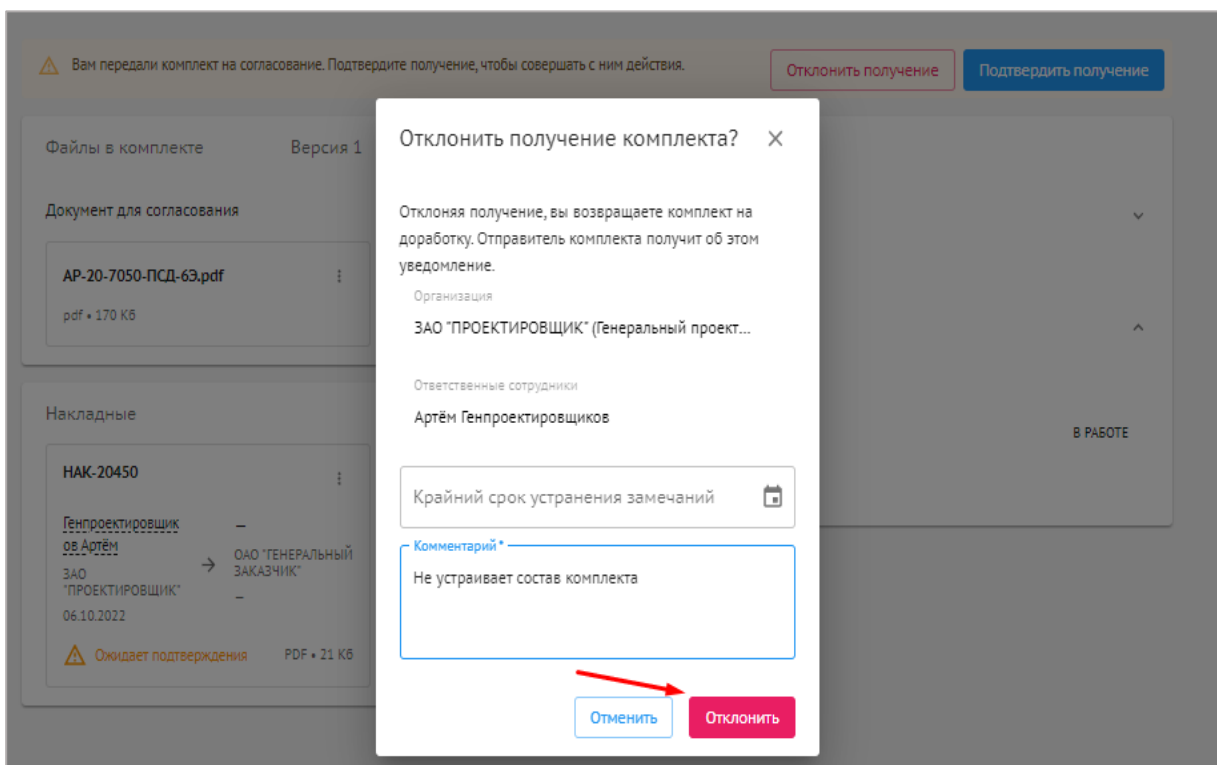 Вам передали комплект на согласование. Подтвердите получение, чтобы совершать с ним действия.
Отклонить получение
Подтвердить получение
Файлы в комплекте
Версия 1
Документ для согласования
АР-20-7050-ПСД-6Э.pdf
pdf • 170 Кб
Накладные
НАК-20450
Генпроектировщик
ов Артём
ЗАО
"ПРОЕКТИРОВЩИК"
06.10.2022
—
ОАО "ГЕНЕРАЛЬНЫЙ
ЗАКАЗЧИК"
—
Ожидает подтверждения
PDF • 21 Кб
Отклонить получение комплекта?
Отклоняя получение, вы возвращаете комплект на
доработку. Отправитель комплекта получит об этом
уведомление.
Организация
ЗАО "ПРОЕКТИРОВЩИК" (Генеральный проект...
Ответственные сотрудники
Артём Генпроектировщиков
Крайний срок устранения замечаний
Комментарий *
Не устраивает состав комплекта
Отменить
Отклонить
В РАБОТЕ